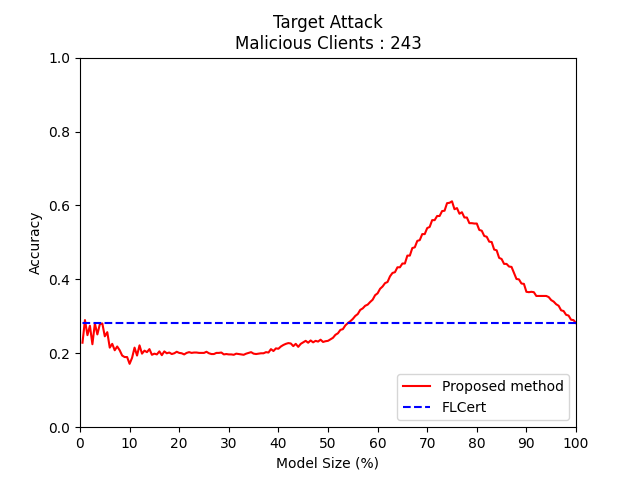 Target Attack
Malicious Clients : 243
1.0
0.8
0.6
0.4
0.2
0.0
Accuracy
0 10 20 30 40 50 60 70 80 90 100
Model Size (%)
Proposed method
FLCert